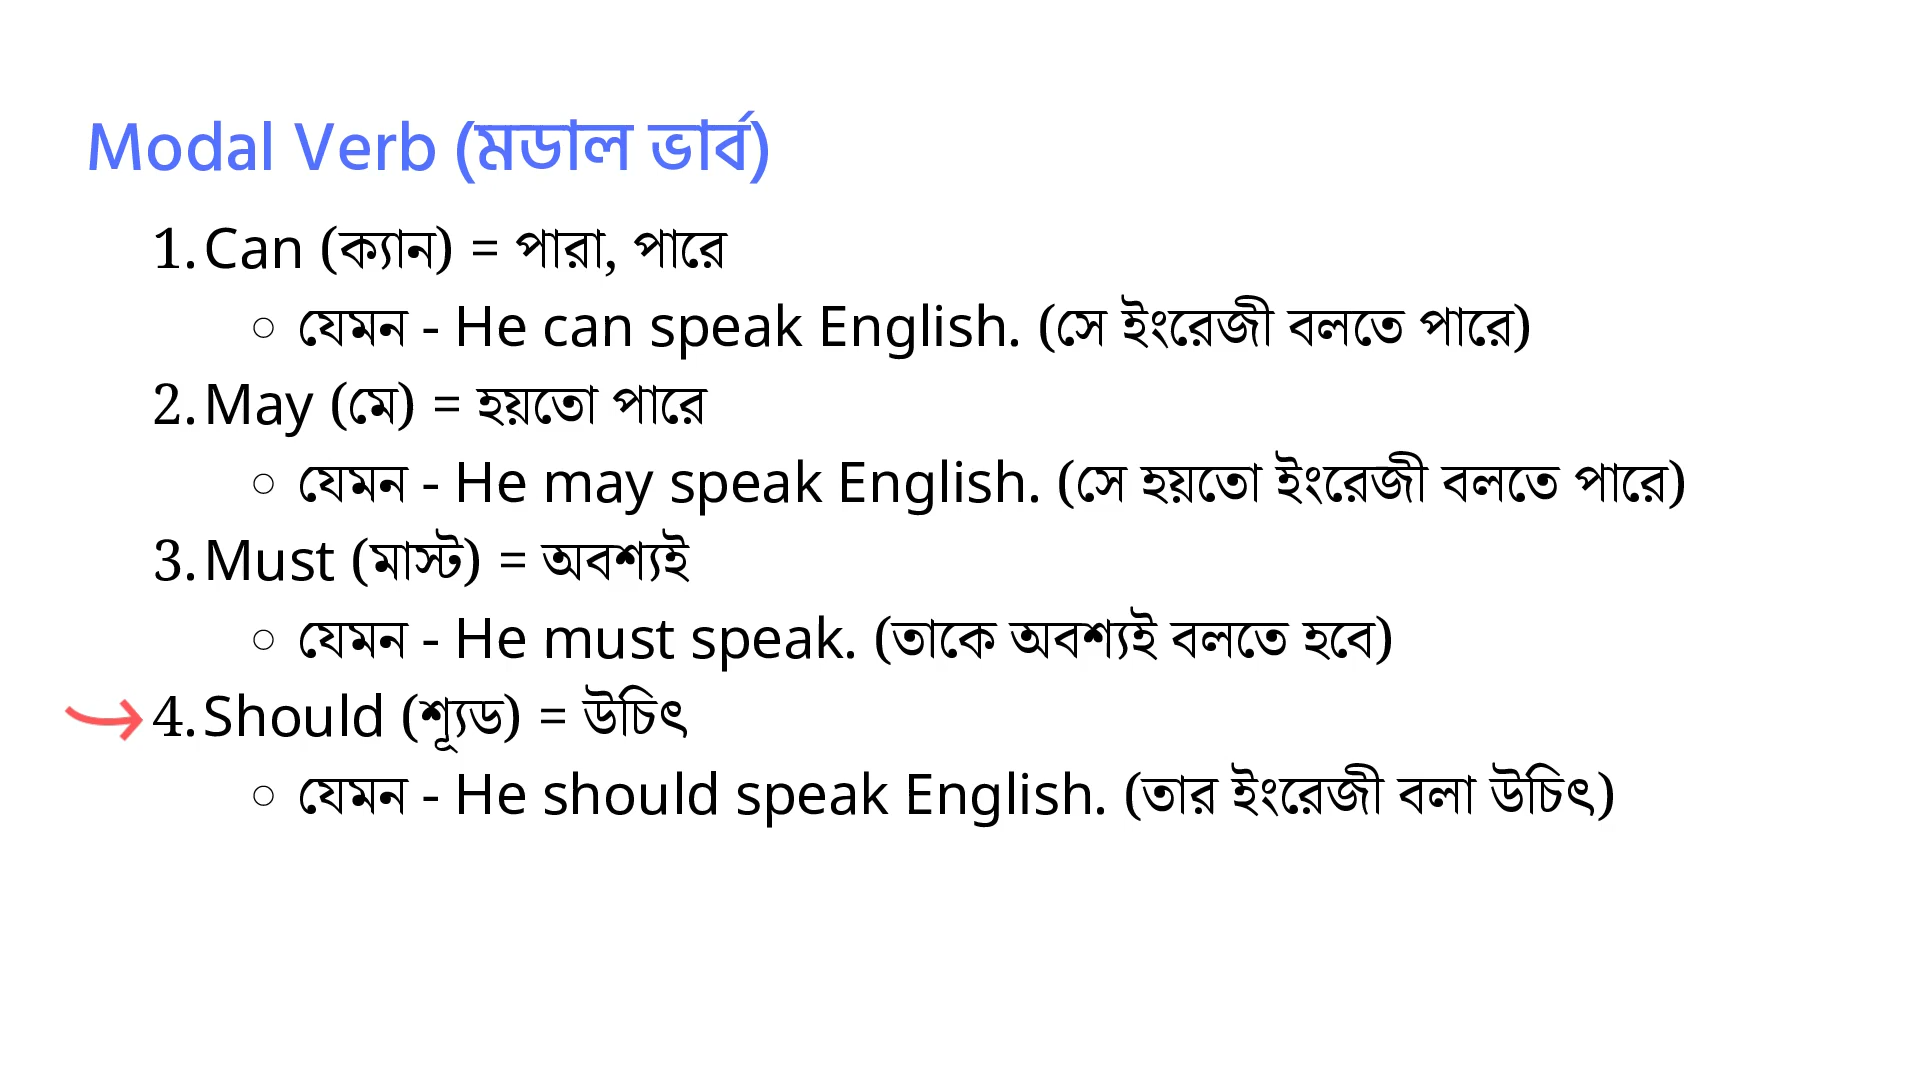 Modal Verb (মডাল ভার্ব)
1. Can (ক্যান) = পারা, পারে
○ যেমন - He can speak English. (সে ইংরেজী বলতে পারে)
2. May (মে) = হয়তো পারে
○ যেমন - He may speak English. (সে হয়তো ইংরেজী বলতে পারে)
3. Must (মাস্ট) = অবশ্যই
○ যেমন - He must speak. (তাকে অবশ্যই বলতে হবে)
4. Should (শ্যূড) = উচিৎ
○ যেমন - He should speak English. (তার ইংরেজী বলা উচিৎ)